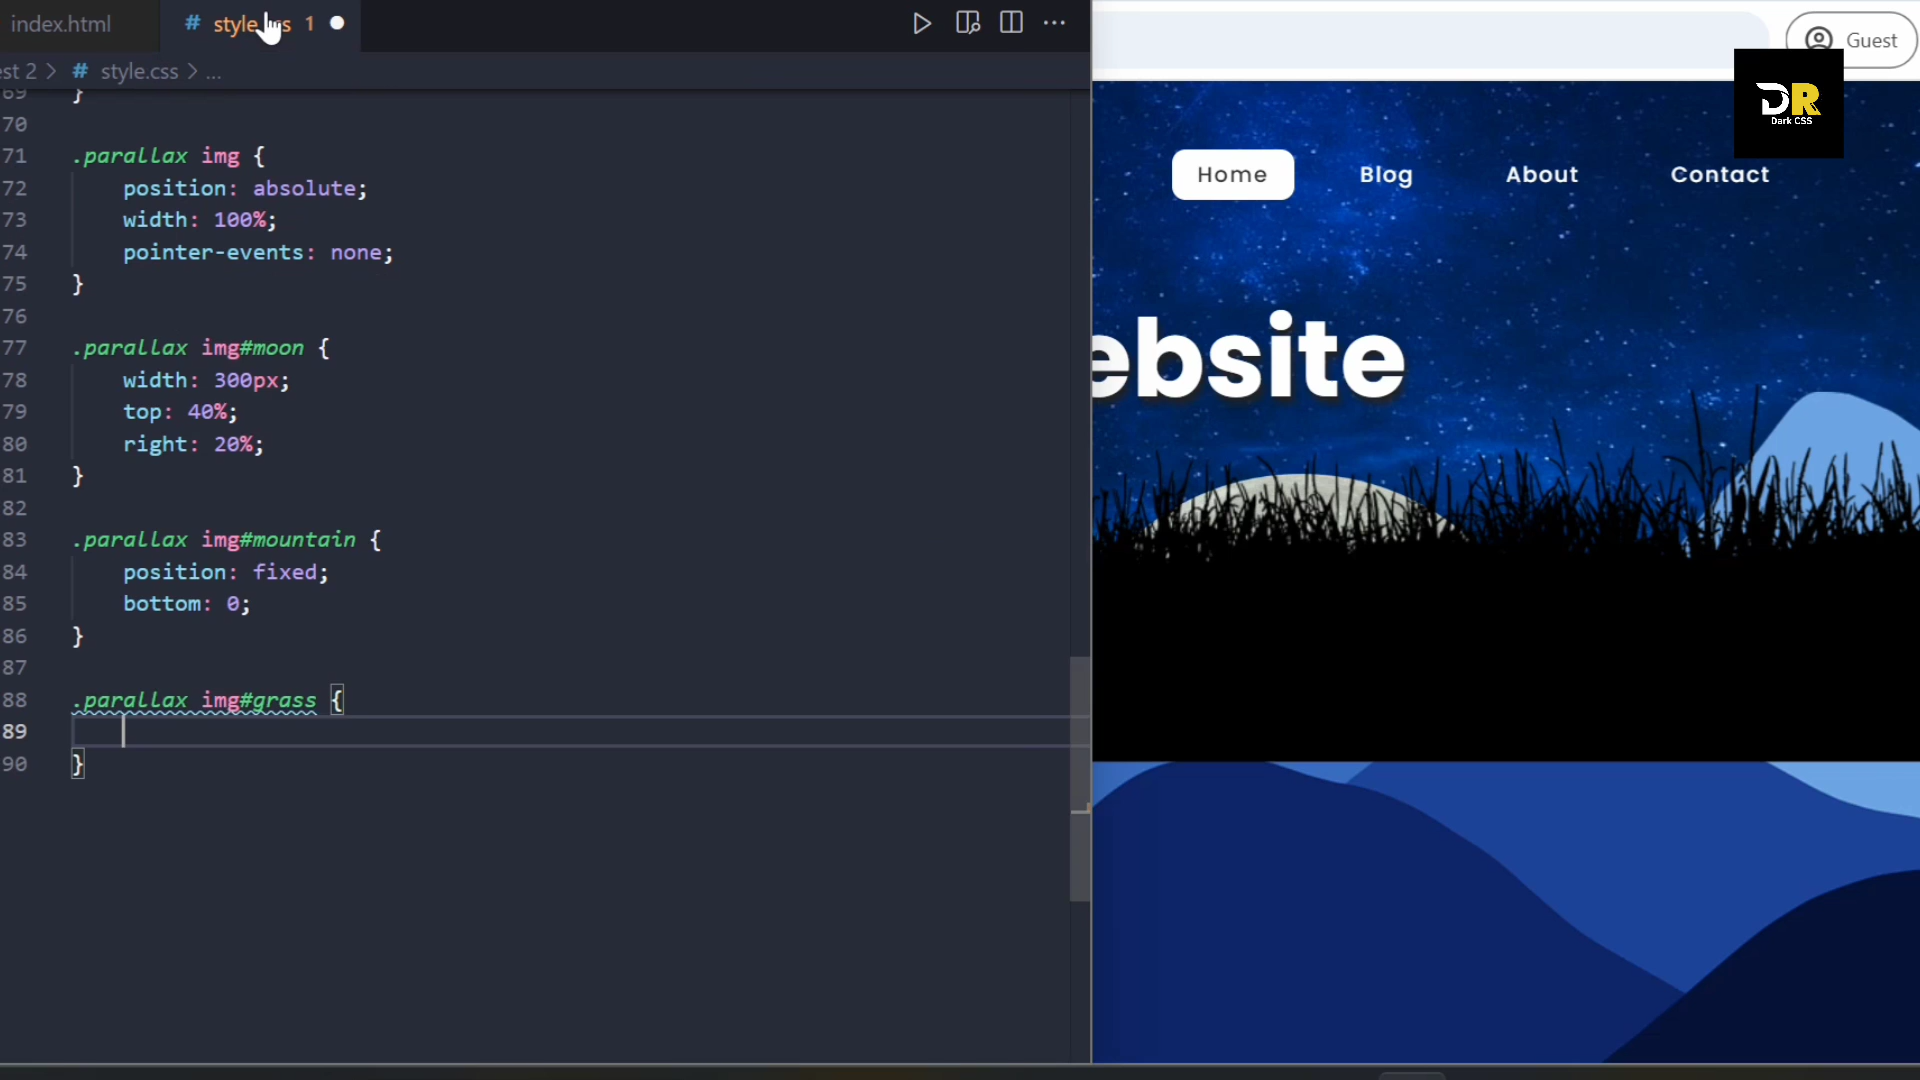 index.html
# style.css 1
est 2 > # style.css > ...
69 }
70
71 .parallax img {
72 position: absolute;
73 width: 100%;
74 pointer-events: none;
75 }
76
77 .parallax img#moon {
78 width: 300px;
79 top: 40%;
80 right: 20%;
81 }
82
83 .parallax img#mountain {
84 position: fixed;
85 bottom: 0;
86 }
87
88 .parallax img#grass {
89
90 }
Guest
DR
Dark CSS
Home Blog About Contact
ebsite